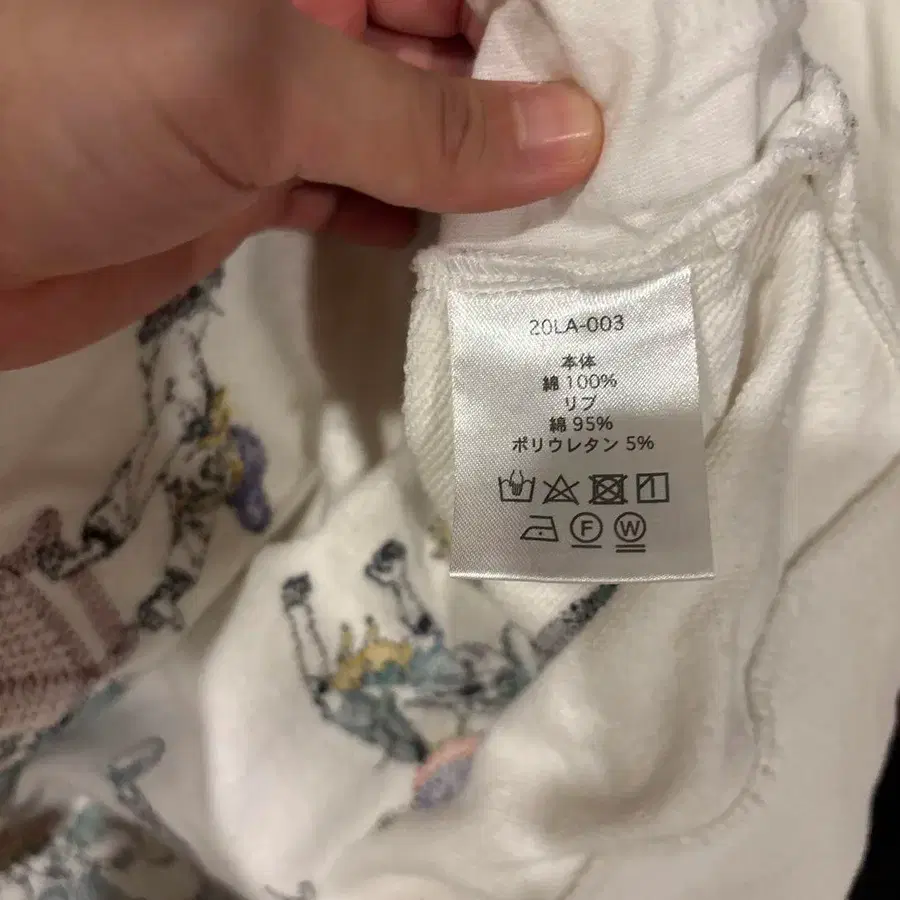 20LA-003
本体
綿 100%
リブ
綿 95%
ポリウレタン 5%
F W